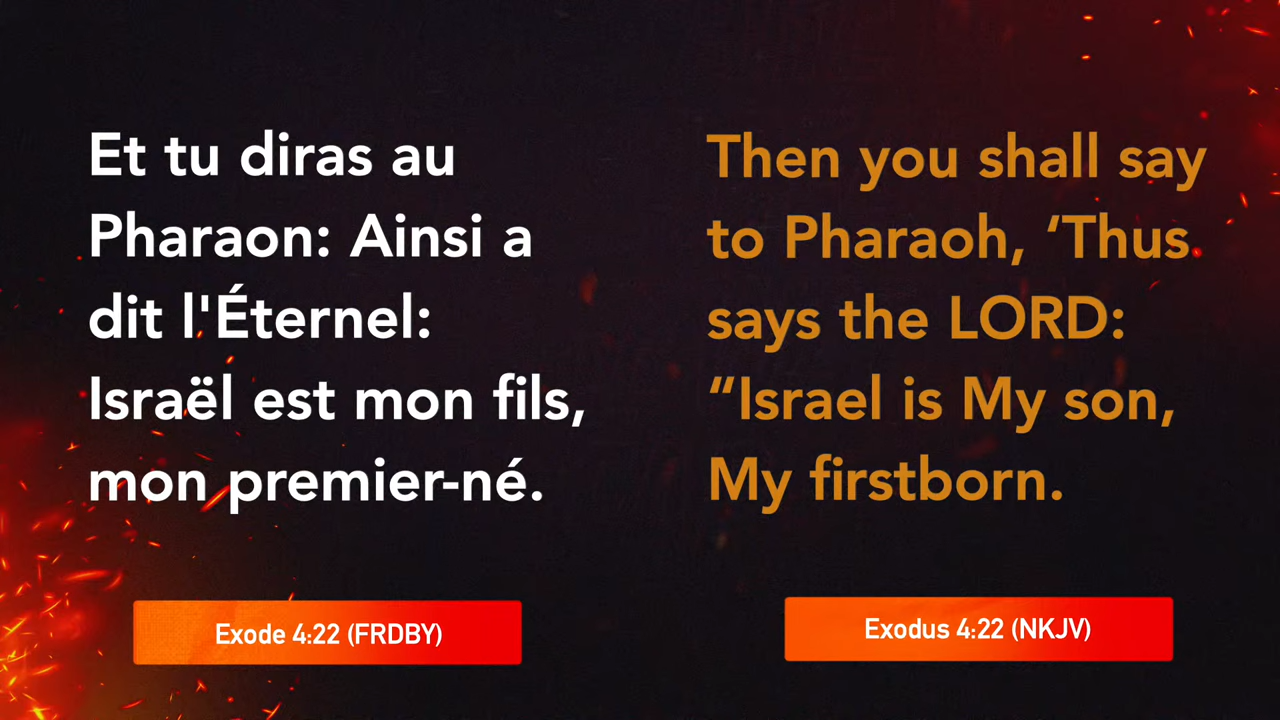 Et tu diras au
Pharaon: Ainsi a
dit l'Éternel:
Israël est mon fils,
mon premier-né.
Exode 4:22 (FRDBY)
Then you shall say
to Pharaoh, ‘Thus
says the LORD:
“Israel is My son,
My firstborn.
Exodus 4:22 (NKJV)